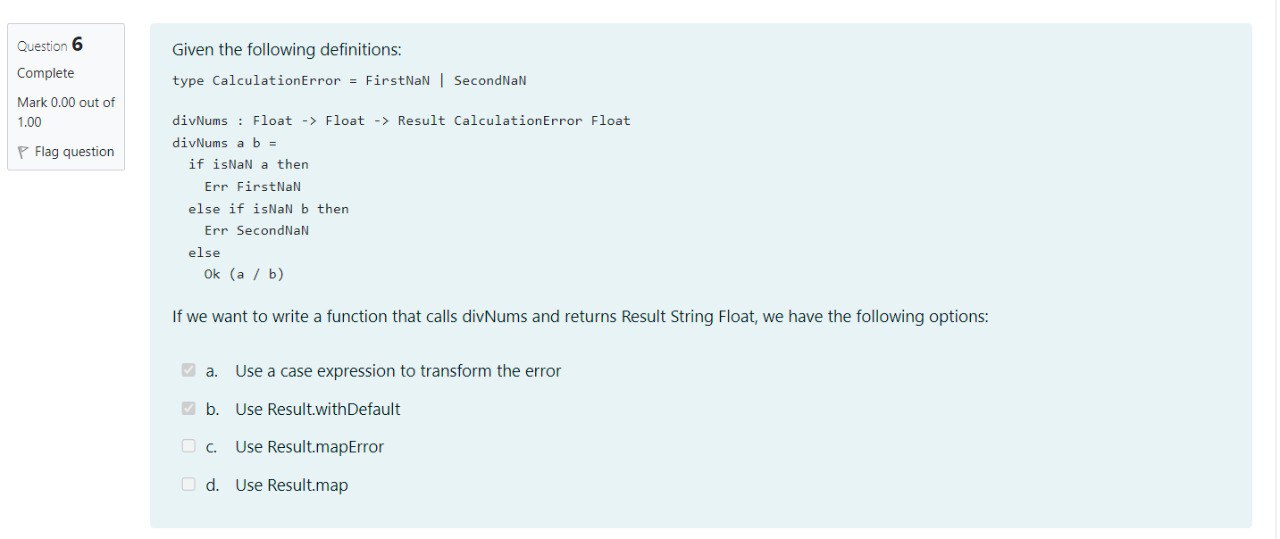 Question 6
Complete
Mark 0.00 out of
1.00
Flag question
Given the following definitions:
type CalculationError = FirstNaN | SecondNaN
divNums : Float -> Float -> Result CalculationError Float
divNums a b =
if isNaN a then
Err FirstNaN
else if isNaN b then
Err SecondNaN
else
Ok (a / b)
If we want to write a function that calls divNums and returns Result String Float, we have the following options:
a. Use a case expression to transform the error
b. Use Result.withDefault
c. Use Result.mapError
d. Use Result.map